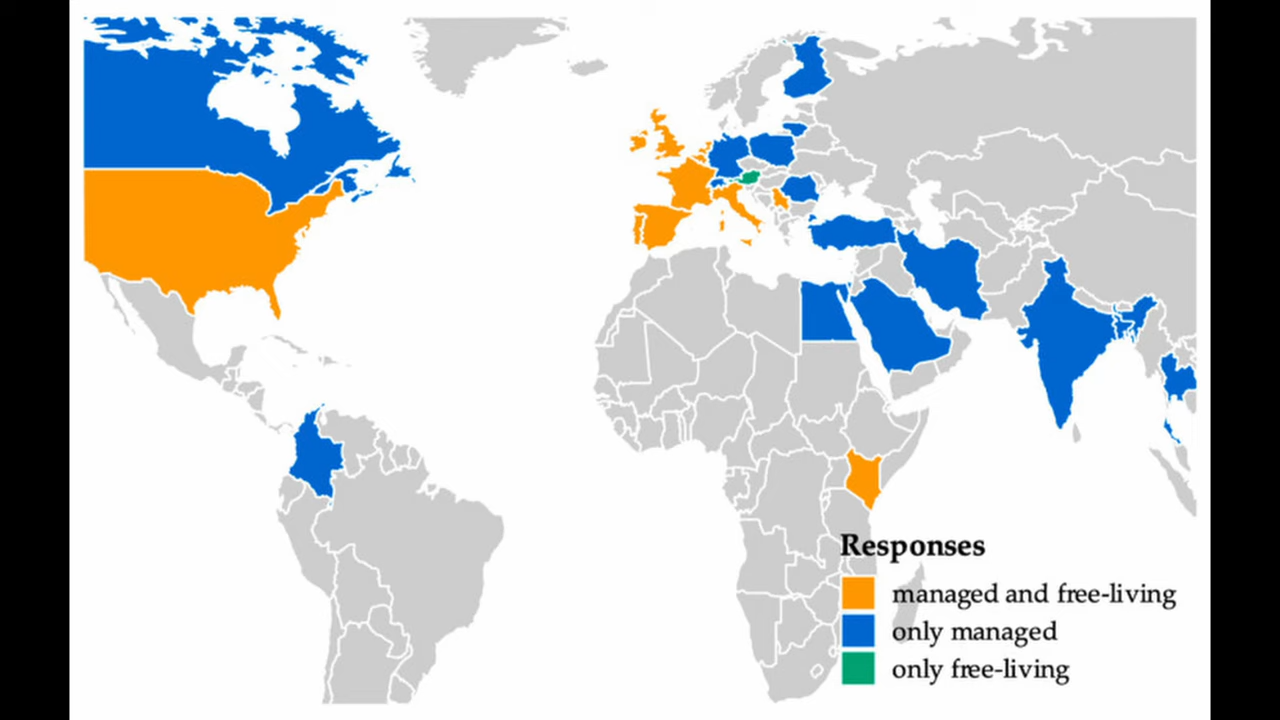 Responses
managed and free-living
only managed
only free-living